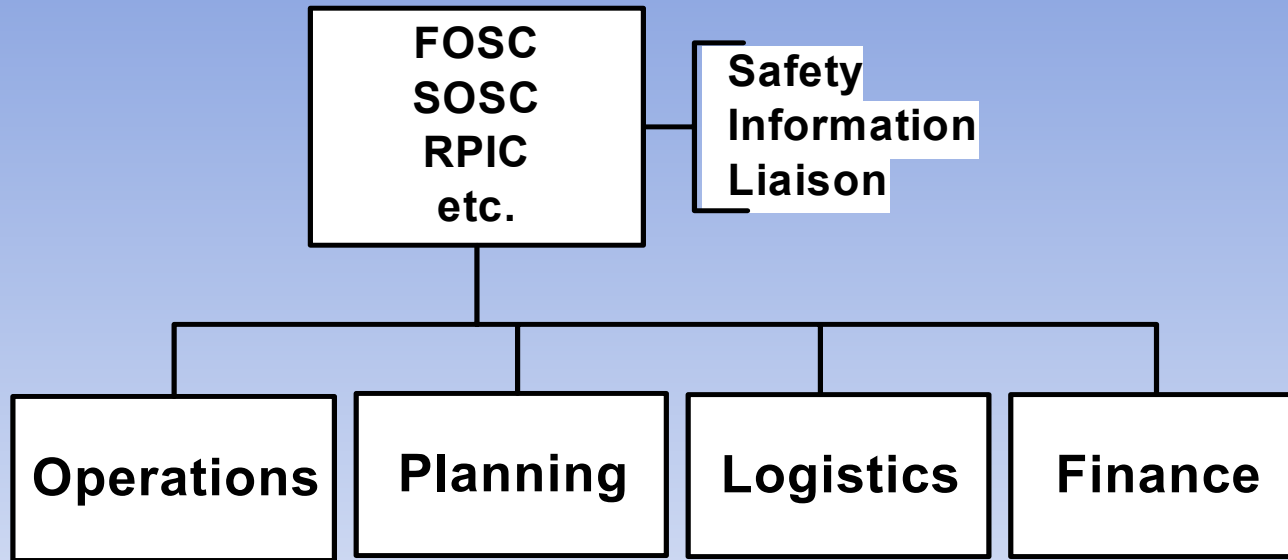 FOSC
SOSC
RPIC
etc.
Safety
Information
Liaison
Operations
Planning
Logistics
Finance